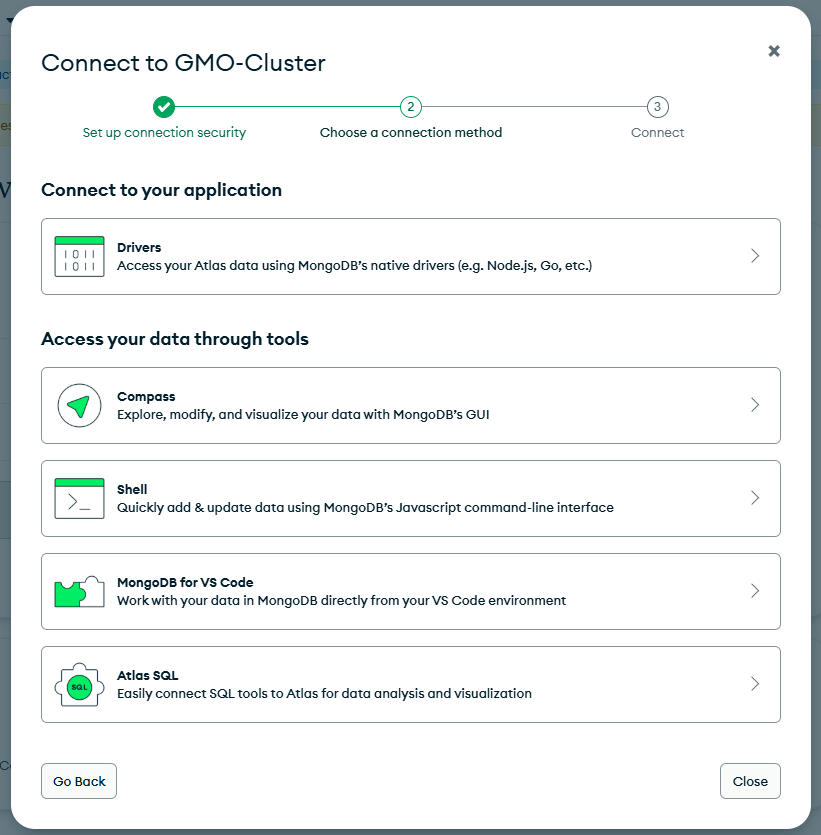 Connect to GMO-Cluster
2
3
Set up connection security
Choose a connection method
Connect
Connect to your application
Drivers
1011
1011
Access your Atlas data using MongoDB's native drivers (e.g. Node.js, Go, etc.)
Access your data through tools
Compass
Explore, modify, and visualize your data with MongoDB's GUI
Shell
Quickly add & update data using MongoDB's Javascript command-line interface
MongoDB for VS Code
Work with your data in MongoDB directly from your VS Code environment
SQL
Atlas SQL
Easily connect SQL tools to Atlas for data analysis and visualization
Go Back
Close